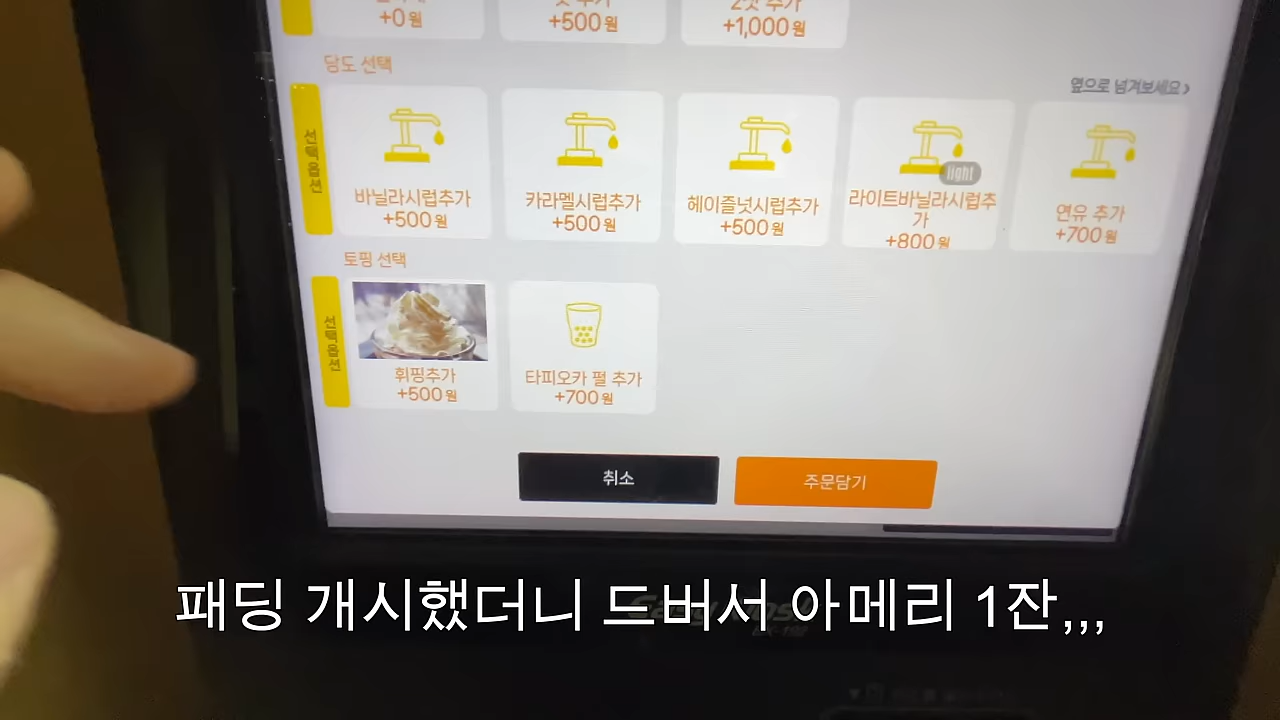 +0원
+500원
+1,000원
당도 선택
옆으로 넘겨보세요 >
선택옵션
바닐라시럽추가
+500원
카라멜시럽추가
+500원
헤이즐넛시럽추가
+500원
light
라이트바닐라시럽추
가
+800원
연유 추가
+700원
토핑 선택
선택옵션
휘핑추가
+500원
타피오카 펄 추가
+700원
취소
주문담기
패딩 개시했더니 드버서 아메리 1잔,,,